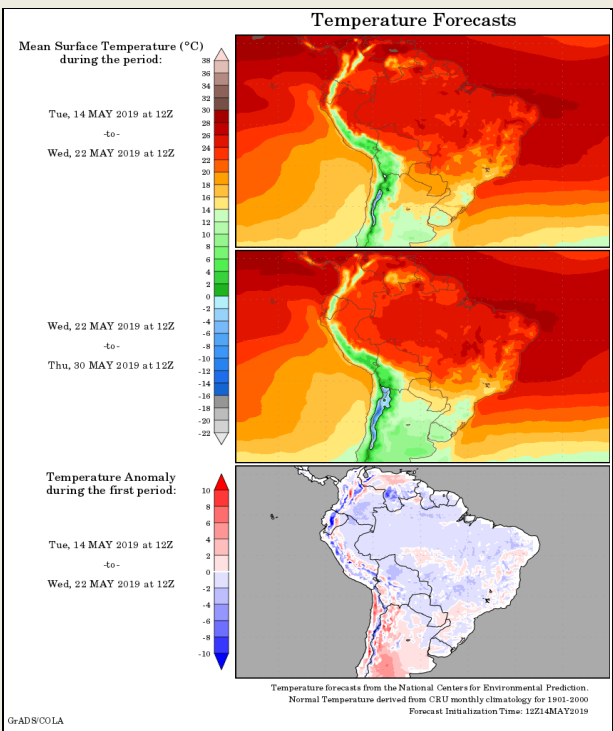 Temperature Forecasts
Mean Surface Temperature (°C)
during the period:
Tue, 14 MAY 2019 at 12Z
-to-
Wed, 22 MAY 2019 at 12Z
38
36
34
32
30
28
26
24
22
20
18
16
14
12
10
8
6
4
2
0
-2
-4
-6
-8
-10
-12
-14
-16
-18
-20
-22
Wed, 22 MAY 2019 at 12Z
-to-
Thu, 30 MAY 2019 at 12Z
Temperature Anomaly
during the first period:
Tue, 14 MAY 2019 at 12Z
-to-
Wed, 22 MAY 2019 at 12Z
10
8
6
4
2
0
-2
-4
-6
-8
-10
Temperature forecasts from the National Centers for Environmental Prediction.
Normal Temperature derived from CRU monthly climatology for 1901-2000
Forecast Initialization Time: 12Z14MAY2019
GrADS/COLA